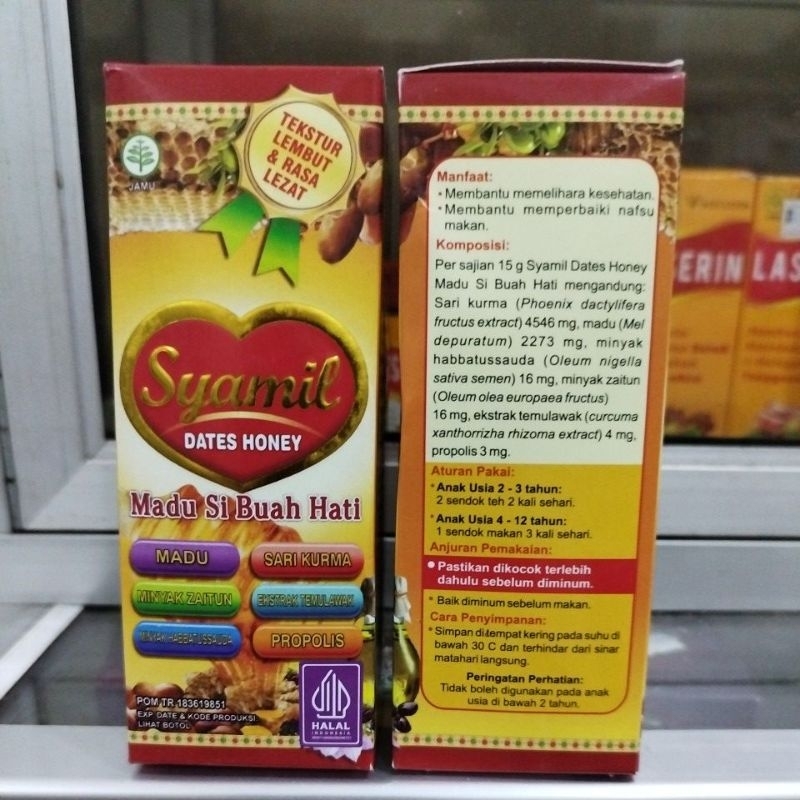 TEKSTUR
LEMBUT
& RASA
LEZAT
JAMU
Syamil
DATES HONEY
Madu Si Buah Hati
MADU
SARI KURMA
MINYAK ZAITUN
EKSTRAK TEMULAWAK
MINYAK HABBATUSSAUDA
PROPOLIS
POM TR 183619851
EXP DATE & KODE PRODUKSI
LIHAT BOTOL
HALAL
INDONESIA
Manfaat:
• Membantu memelihara kesehatan.
• Membantu memperbaiki nafsu
makan.
Komposisi:
Per sajian 15 g Syamil Dates Honey
Madu Si Buah Hati mengandung:
Sari kurma (Phoenix dactylifera
fructus extract) 4546 mg, madu (Mel
depuratum) 2273 mg, minyak
habbatussauda (Oleum nigella
sativa semen) 16 mg, minyak zaitun
(Oleum olea europaea fructus)
16 mg, ekstrak temulawak (curcuma
xanthorrizha rhizoma extract) 4 mg,
propolis 3 mg.
Aturan Pakai:
• Anak Usia 2 - 3 tahun:
2 sendok teh 2 kali sehari.
• Anak Usia 4 - 12 tahun:
1 sendok makan 3 kali sehari.
Anjuran Pemakaian:
• Pastikan dikocok terlebih
dahulu sebelum diminum.
• Baik diminum sebelum makan.
Cara Penyimpanan:
• Simpan di tempat kering pada suhu di
bawah 30 C dan terhindar dari sinar
matahari langsung.
Peringatan Perhatian:
Tidak boleh digunakan pada anak
usia di bawah 2 tahun.
SERIN
LAS